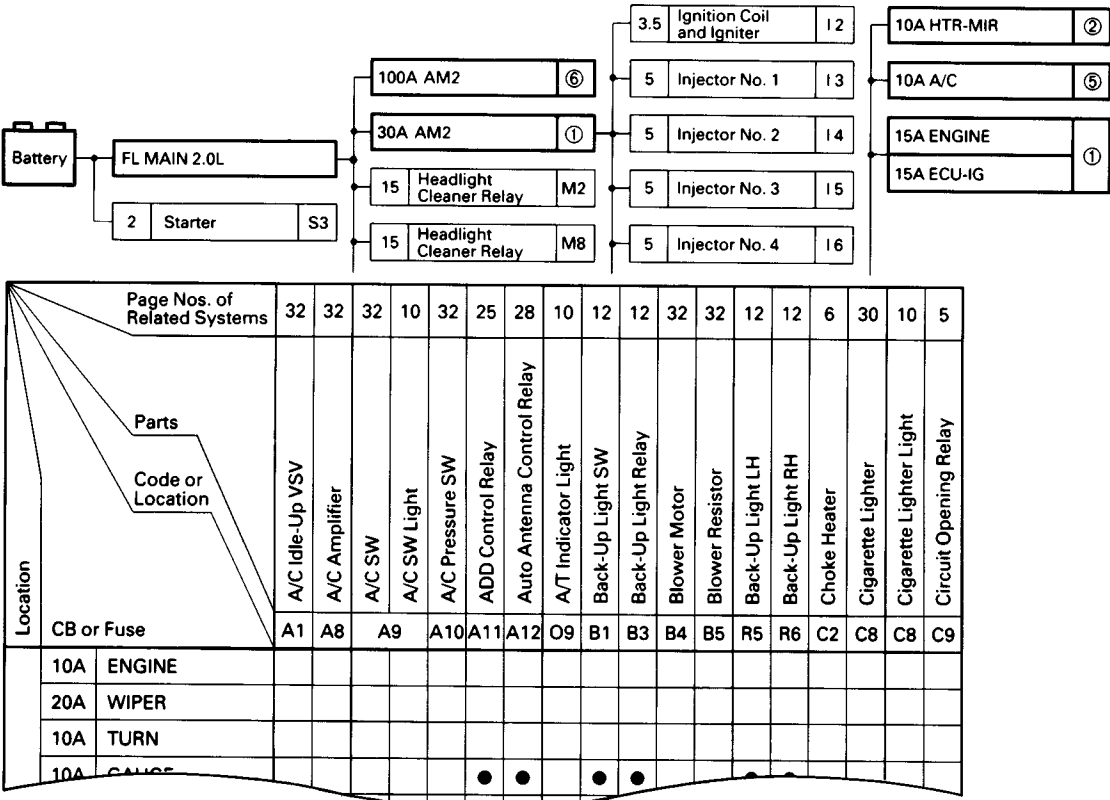 Battery
FL MAIN 2.0L
2 Starter S3
100A AM2 ⑥
30A AM2 ①
15 Headlight
Cleaner Relay M2
15 Headlight
Cleaner Relay M8
3.5 Ignition Coil
and Igniter I2
5 Injector No. 1 I3
5 Injector No. 2 I4
5 Injector No. 3 I5
5 Injector No. 4 I6
10A HTR-MIR ②
10A A/C ⑤
15A ENGINE
15A ECU-IG
①
Page Nos. of
Related Systems 32 32 32 10 32 25 28 10 12 12 32 32 12 12 6 30 10 5
Parts
Code or
Location
Location
A/C Idle-Up VSV
A/C Amplifier
A/C SW
A/C SW Light
A/C Pressure SW
ADD Control Relay
Auto Antenna Control Relay
A/T Indicator Light
Back-Up Light SW
Back-Up Light Relay
Blower Motor
Blower Resistor
Back-Up Light LH
Back-Up Light RH
Choke Heater
Cigarette Lighter
Cigarette Lighter Light
Circuit Opening Relay
CB or Fuse A1 A8 A9 A10 A11 A12 O9 B1 B3 B4 B5 R5 R6 C2 C8 C8 C9
10A ENGINE
20A WIPER
10A TURN
10A GAUGE